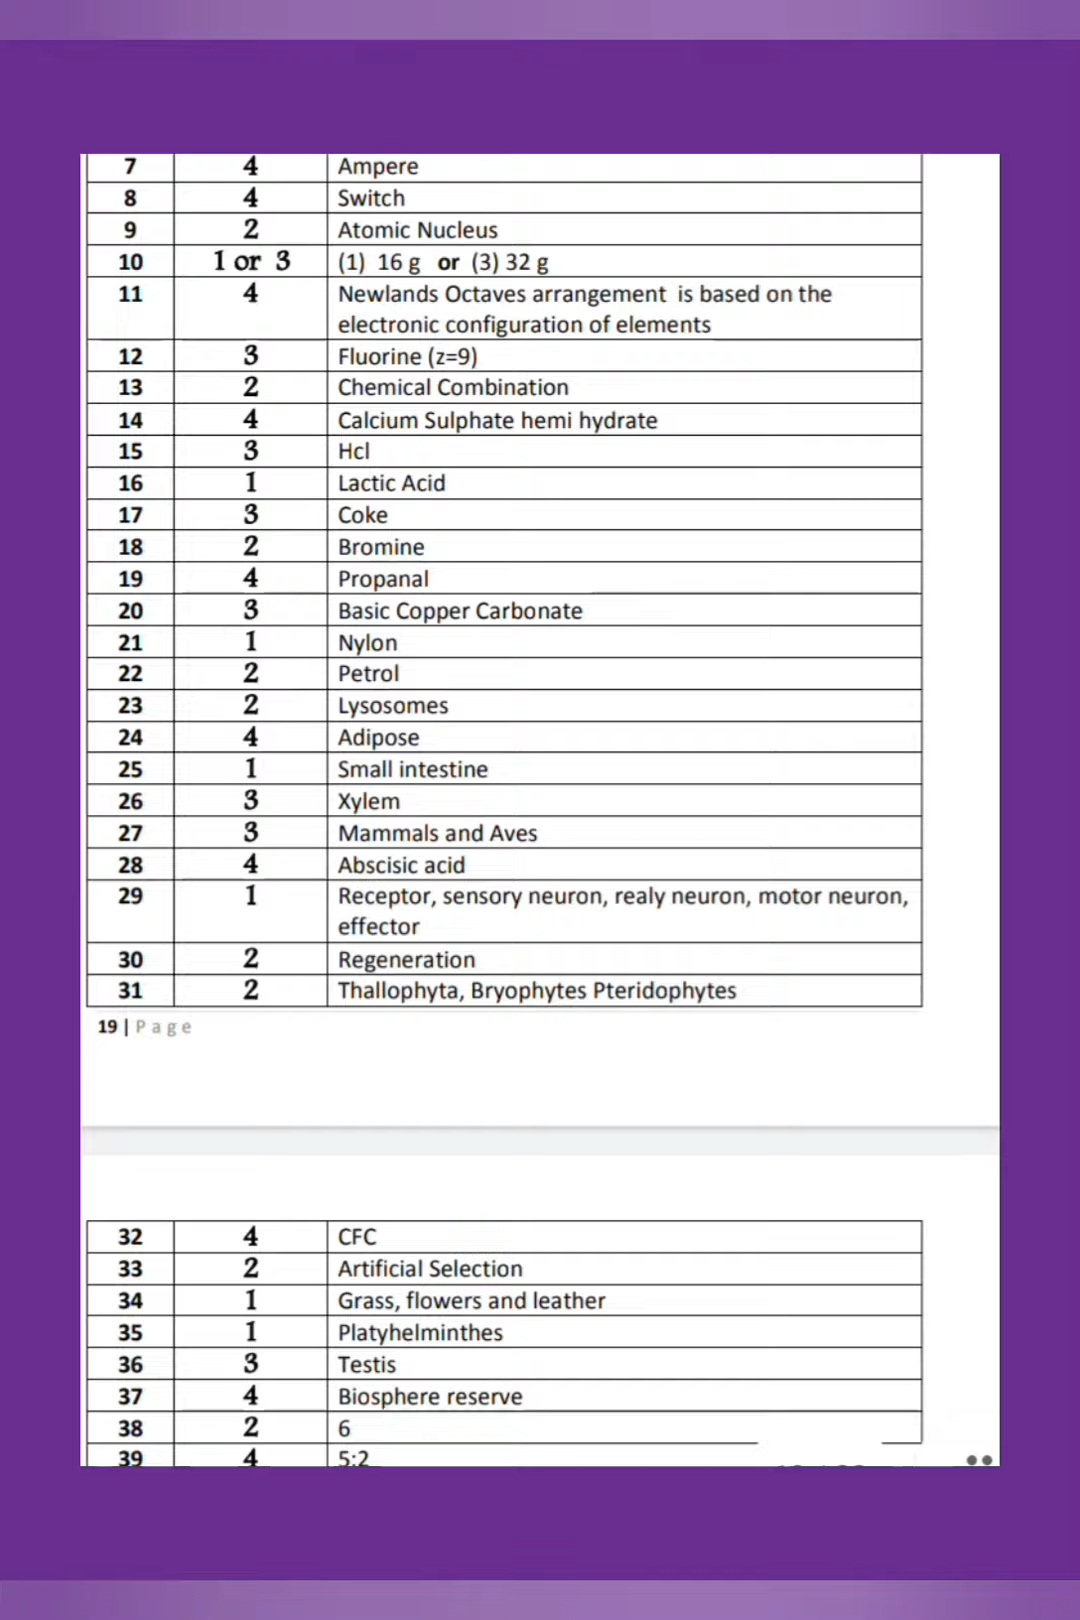 7 4 Ampere
8 4 Switch
9 2 Atomic Nucleus
10 1 or 3 (1) 16 g or (3) 32 g
11 4 Newlands Octaves arrangement is based on the
electronic configuration of elements
12 3 Fluorine (z=9)
13 2 Chemical Combination
14 4 Calcium Sulphate hemi hydrate
15 3 Hcl
16 1 Lactic Acid
17 3 Coke
18 2 Bromine
19 4 Propanal
20 3 Basic Copper Carbonate
21 1 Nylon
22 2 Petrol
23 2 Lysosomes
24 4 Adipose
25 1 Small intestine
26 3 Xylem
27 3 Mammals and Aves
28 4 Abscisic acid
29 1 Receptor, sensory neuron, realy neuron, motor neuron,
effector
30 2 Regeneration
31 2 Thallophyta, Bryophytes Pteridophytes
19 | Page
32 4 CFC
33 2 Artificial Selection
34 1 Grass, flowers and leather
35 1 Platyhelminthes
36 3 Testis
37 4 Biosphere reserve
38 2 6
39 4 5:2